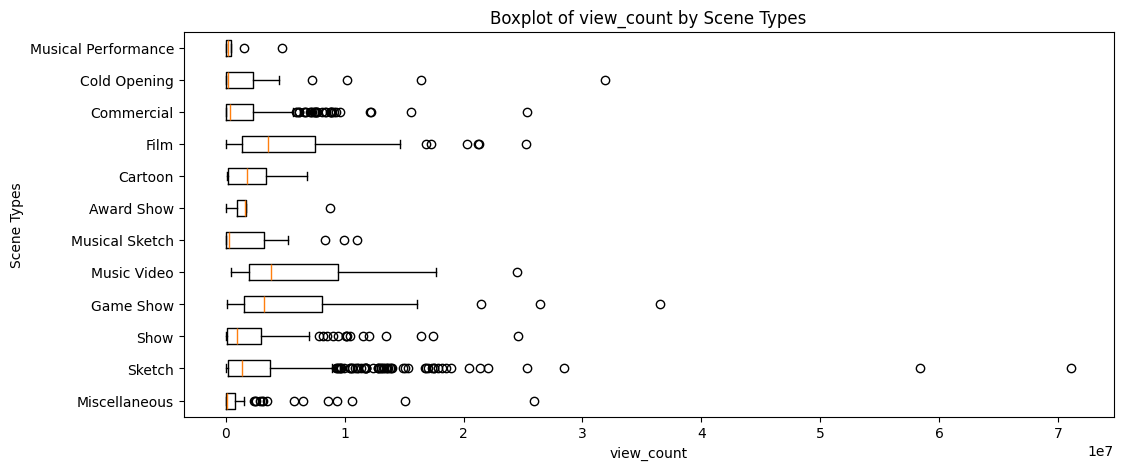 Boxplot of view_count by Scene Types
Scene Types
Musical Performance
Cold Opening
Commercial
Film
Cartoon
Award Show
Musical Sketch
Music Video
Game Show
Show
Sketch
Miscellaneous
0 1 2 3 4 5 6 7
1e7
view_count